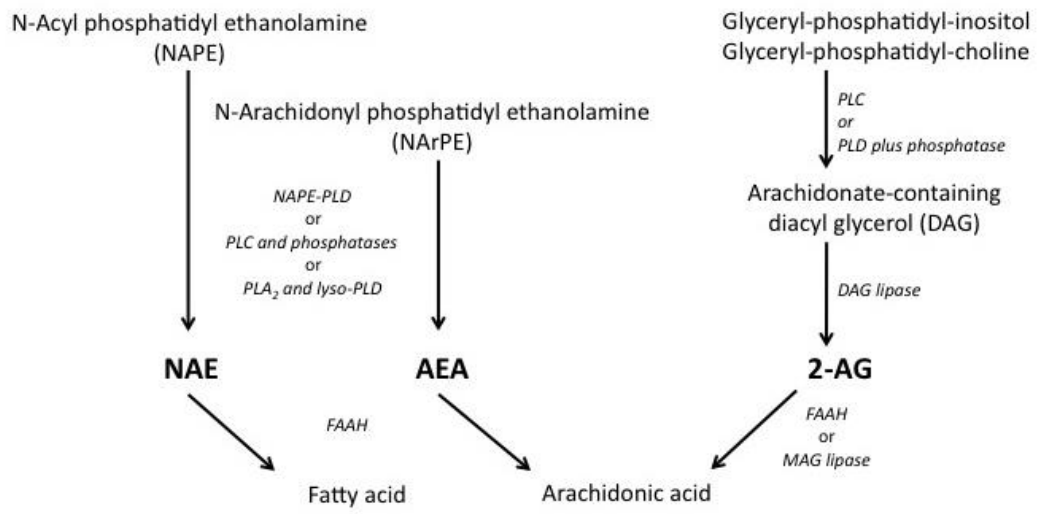 N-Acyl phosphatidyl ethanolamine
(NAPE)
N-Arachidonyl phosphatidyl ethanolamine
(NArPE)
NAPE-PLD
or
PLC and phosphatases
or
PLA₂ and lyso-PLD
NAE
AEA
FAAH
Fatty acid
Arachidonic acid
Glyceryl-phosphatidyl-inositol
Glyceryl-phosphatidyl-choline
PLC
or
PLD plus phosphatase
Arachidonate-containing
diacyl glycerol (DAG)
DAG lipase
2-AG
FAAH
or
MAG lipase